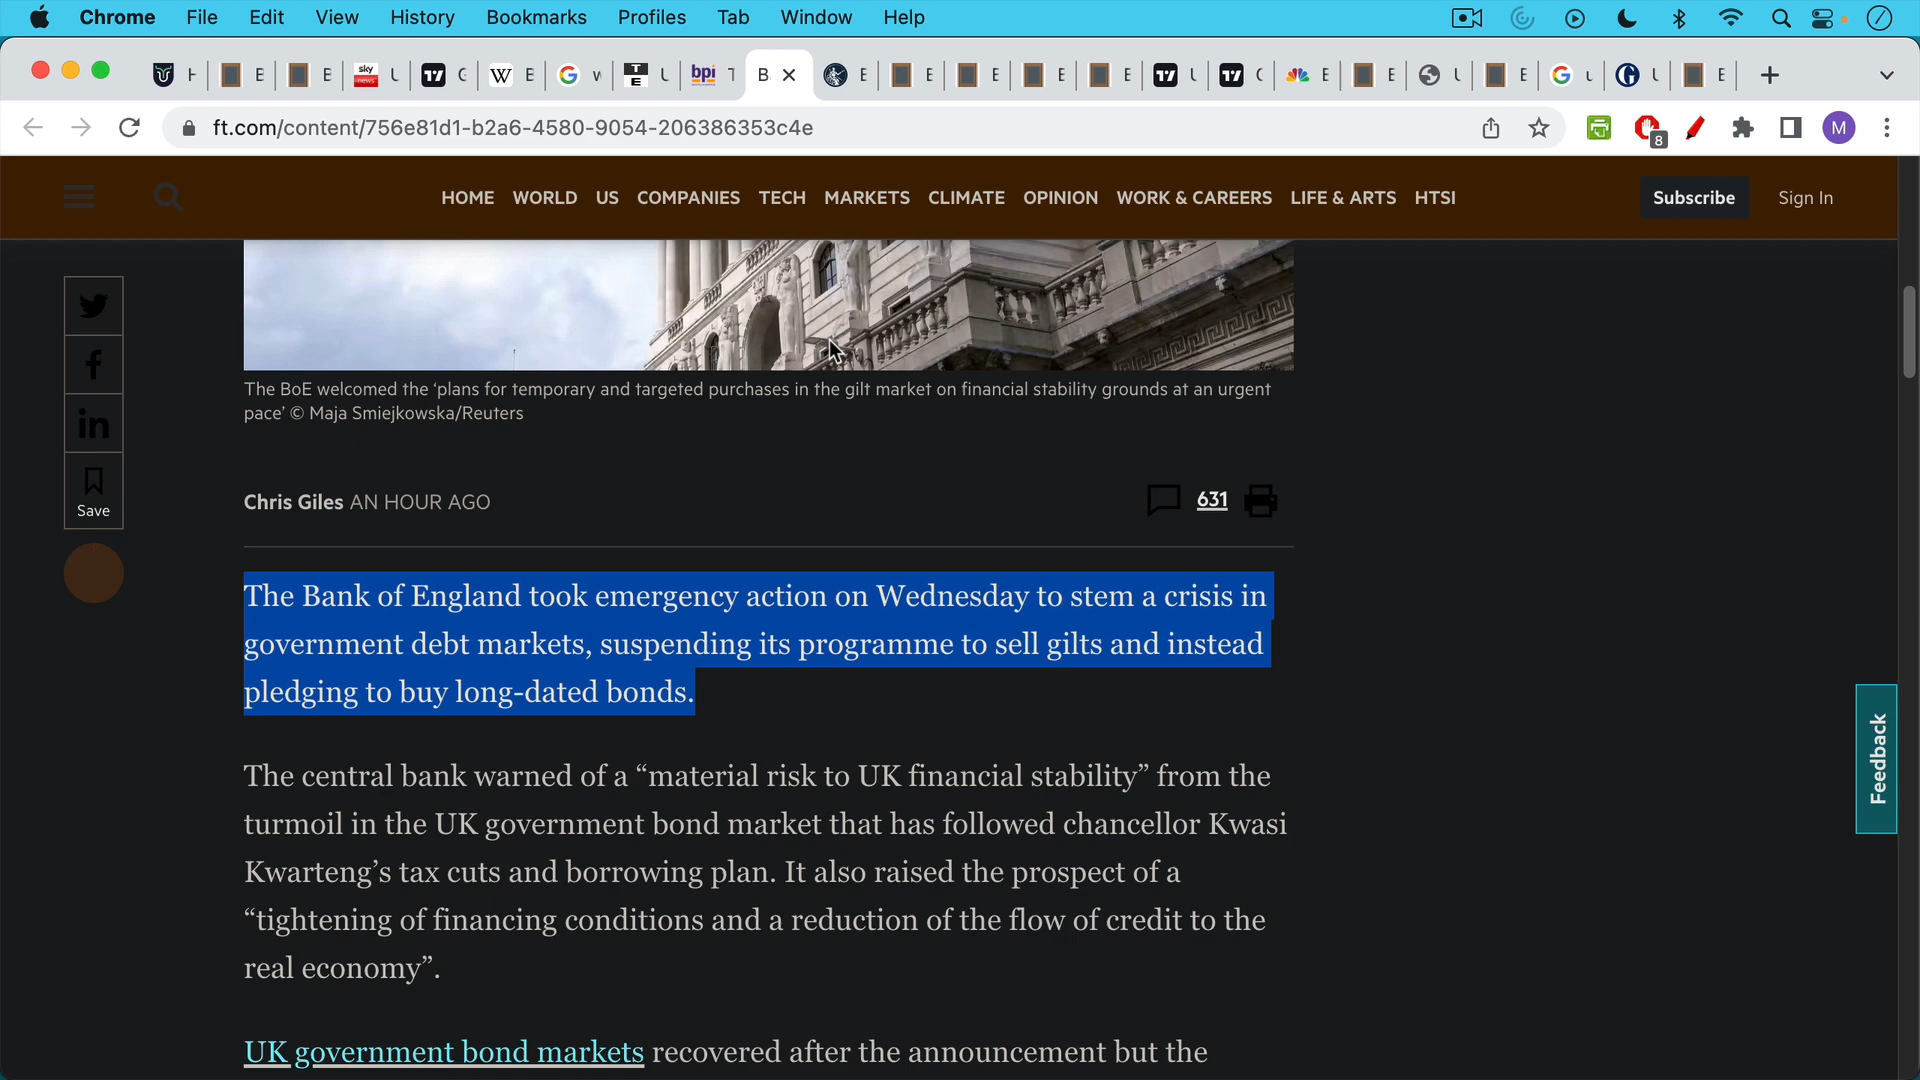 Chrome File Edit View History Bookmarks Profiles Tab Window Help
E E sky news 17 W E G TE bpi B E E E E E 17 17 E E E G E
ft.com/content/756e81d1-b2a6-4580-9054-206386353c4e 8 M
HOME WORLD US COMPANIES TECH MARKETS CLIMATE OPINION WORK & CAREERS LIFE & ARTS HTSI Subscribe Sign In
The BoE welcomed the ‘plans for temporary and targeted purchases in the gilt market on financial stability grounds at an urgent
pace’ © Maja Smiejkowska/Reuters
Save
Chris Giles AN HOUR AGO 631
The Bank of England took emergency action on Wednesday to stem a crisis in
government debt markets, suspending its programme to sell gilts and instead
pledging to buy long-dated bonds.
Feedback
The central bank warned of a “material risk to UK financial stability” from the
turmoil in the UK government bond market that has followed chancellor Kwasi
Kwarteng’s tax cuts and borrowing plan. It also raised the prospect of a
“tightening of financing conditions and a reduction of the flow of credit to the
real economy”.
UK government bond markets recovered after the announcement but the